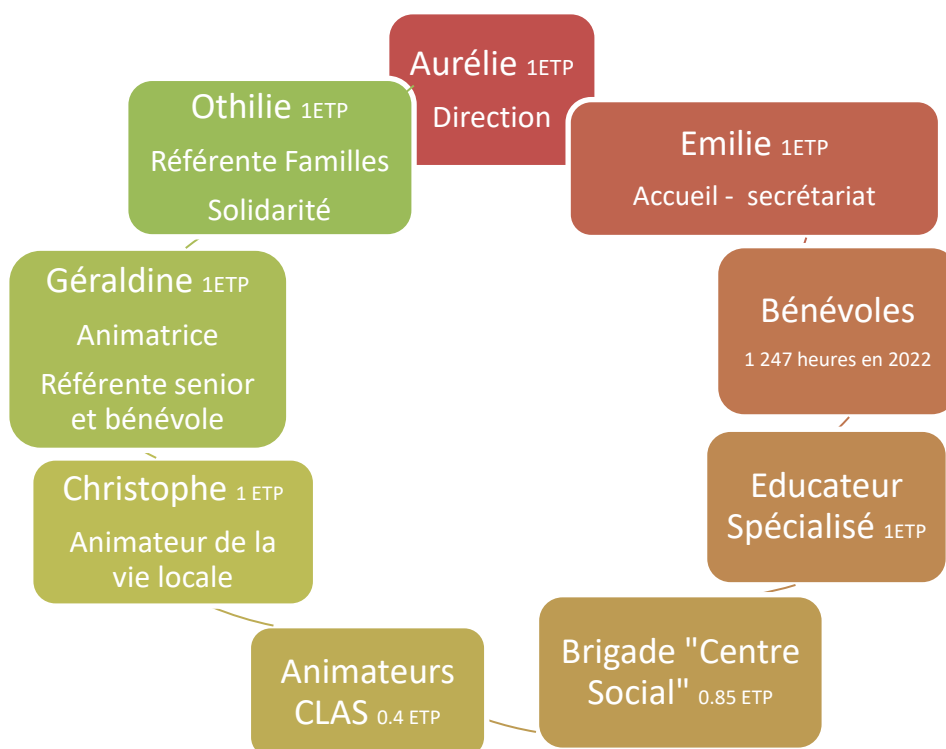 Aurélie 1ETP
Direction
Emilie 1ETP
Accueil - secrétariat
Bénévoles
1 247 heures en 2022
Educateur
Spécialisé 1ETP
Brigade "Centre
Social" 0.85 ETP
Animateurs
CLAS 0.4 ETP
Christophe 1 ETP
Animateur de la
vie locale
Géraldine 1ETP
Animatrice
Référente senior
et bénévole
Othilie 1ETP
Référente Familles
Solidarité